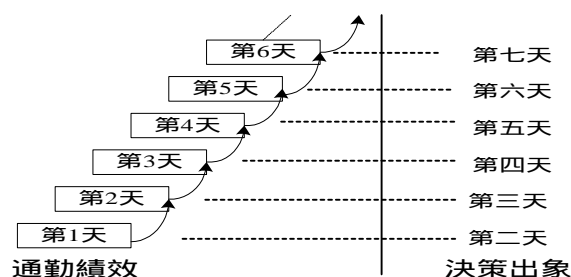 第6天 第七天
第5天 第六天
第4天 第五天
第3天 第四天
第2天 第三天
第1天 第二天
通勤績效 決策出象